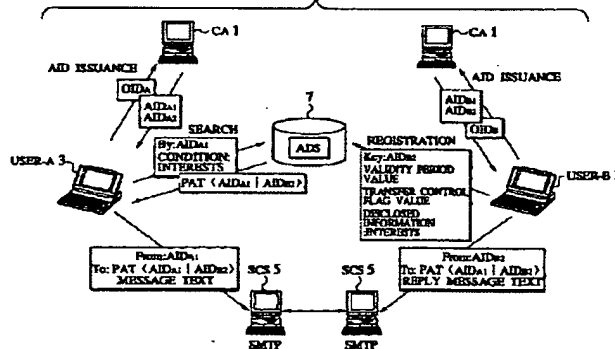 CA 1
CA 1
AID ISSUANCE
AID ISSUANCE
OIDA
AIDA1
AIDA2
AIDB1
AIDB2
OIDB
7
ADS
SEARCH
By:AIDA1
CONDITION:
INTERESTS
PAT <AIDA1 | AIDB2>
REGISTRATION
Key:AIDB2
VALIDITY PERIOD
VALUE
TRANSFER CONTROL
FLAG VALUE
DISCLOSED
INFORMATION
:INTERESTS
USER-A 3
USER-B
From:AIDA1
To: PAT <AIDA1 | AIDB2>
MESSAGE TEXT
From:AIDB2
To: PAT <AIDA1 | AIDB2>
REPLY MESSAGE TEXT
SCS 5
SCS 5
SMTP
SMTP